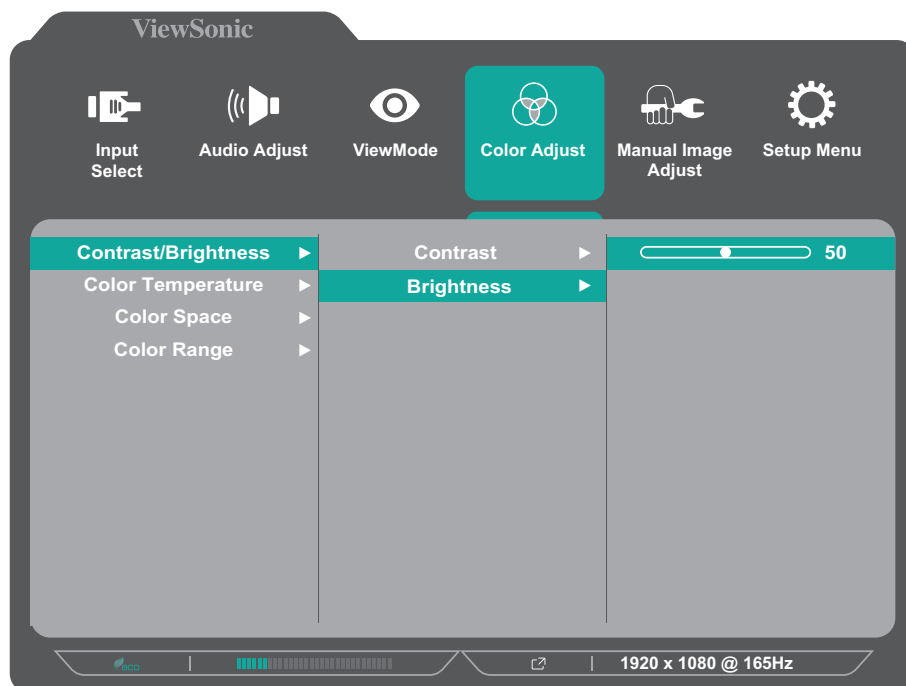 ViewSonic
Input
Select
Audio Adjust
ViewMode
Color Adjust
Manual Image
Adjust
Setup Menu
Contrast/Brightness
Contrast
50
Color Temperature
Brightness
Color Space
Color Range
eco
1920 x 1080 @ 165Hz